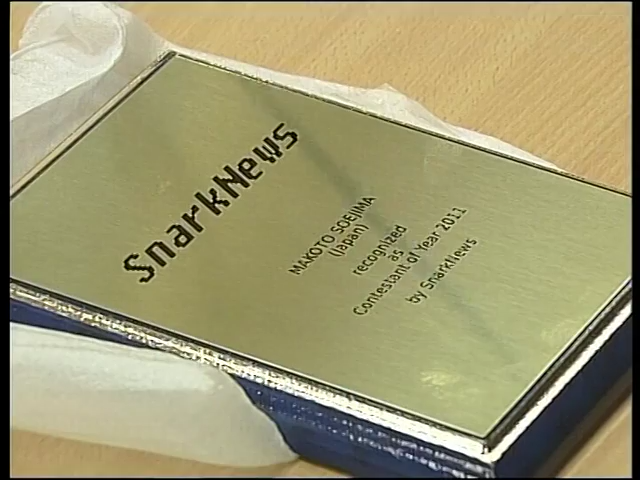 SnarkNews
MAKOTO SOEJIMA
(Japan)
recognized
as
Contestant of Year 2011
by SnarkNews